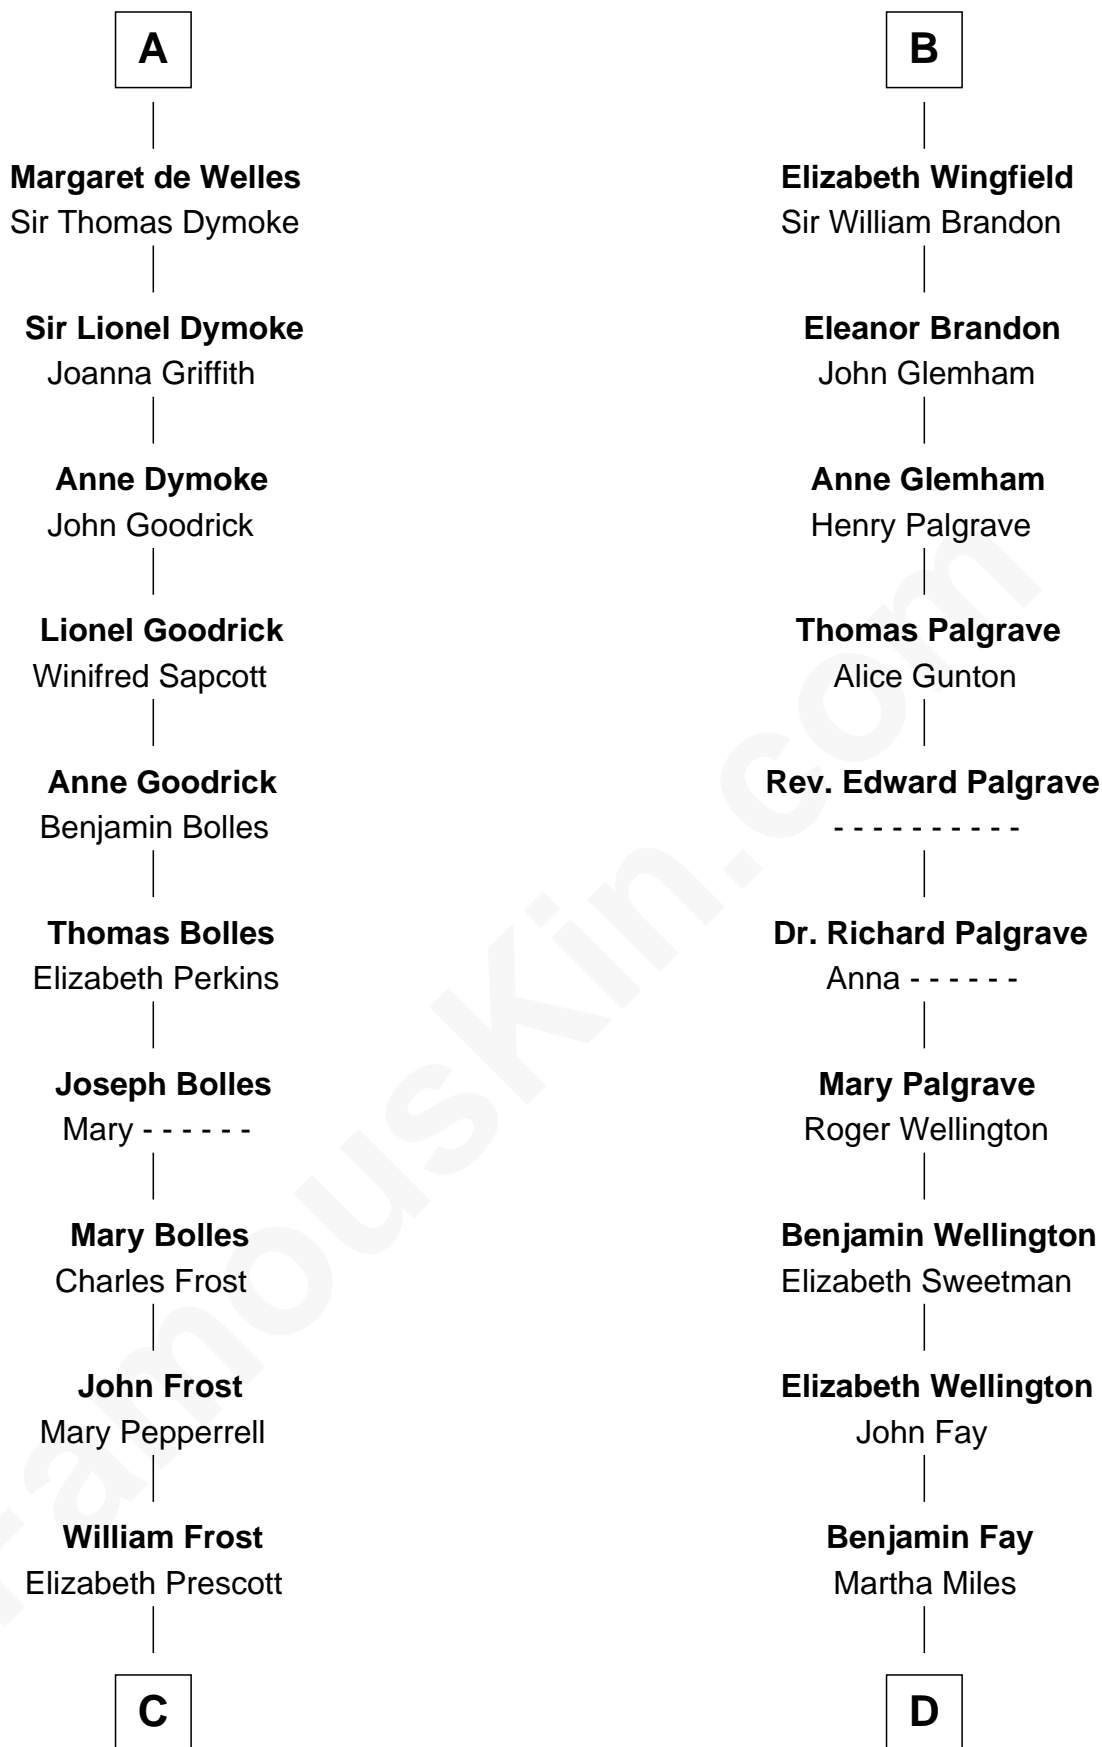 A
Margaret de Welles
Sir Thomas Dymoke
Sir Lionel Dymoke
Joanna Griffith
Anne Dymoke
John Goodrick
Lionel Goodrick
Winifred Sapcott
Anne Goodrick
Benjamin Bolles
Thomas Bolles
Elizabeth Perkins
Joseph Bolles
Mary - - - - - -
Mary Bolles
Charles Frost
John Frost
Mary Pepperrell
William Frost
Elizabeth Prescott
C
B
Elizabeth Wingfield
Sir William Brandon
Eleanor Brandon
John Glemham
Anne Glemham
Henry Palgrave
Thomas Palgrave
Alice Gunton
Rev. Edward Palgrave
- - - - - - - - - -
Dr. Richard Palgrave
Anna - - - - - -
Mary Palgrave
Roger Wellington
Benjamin Wellington
Elizabeth Sweetman
Elizabeth Wellington
John Fay
Benjamin Fay
Martha Miles
D
FamousKin.com